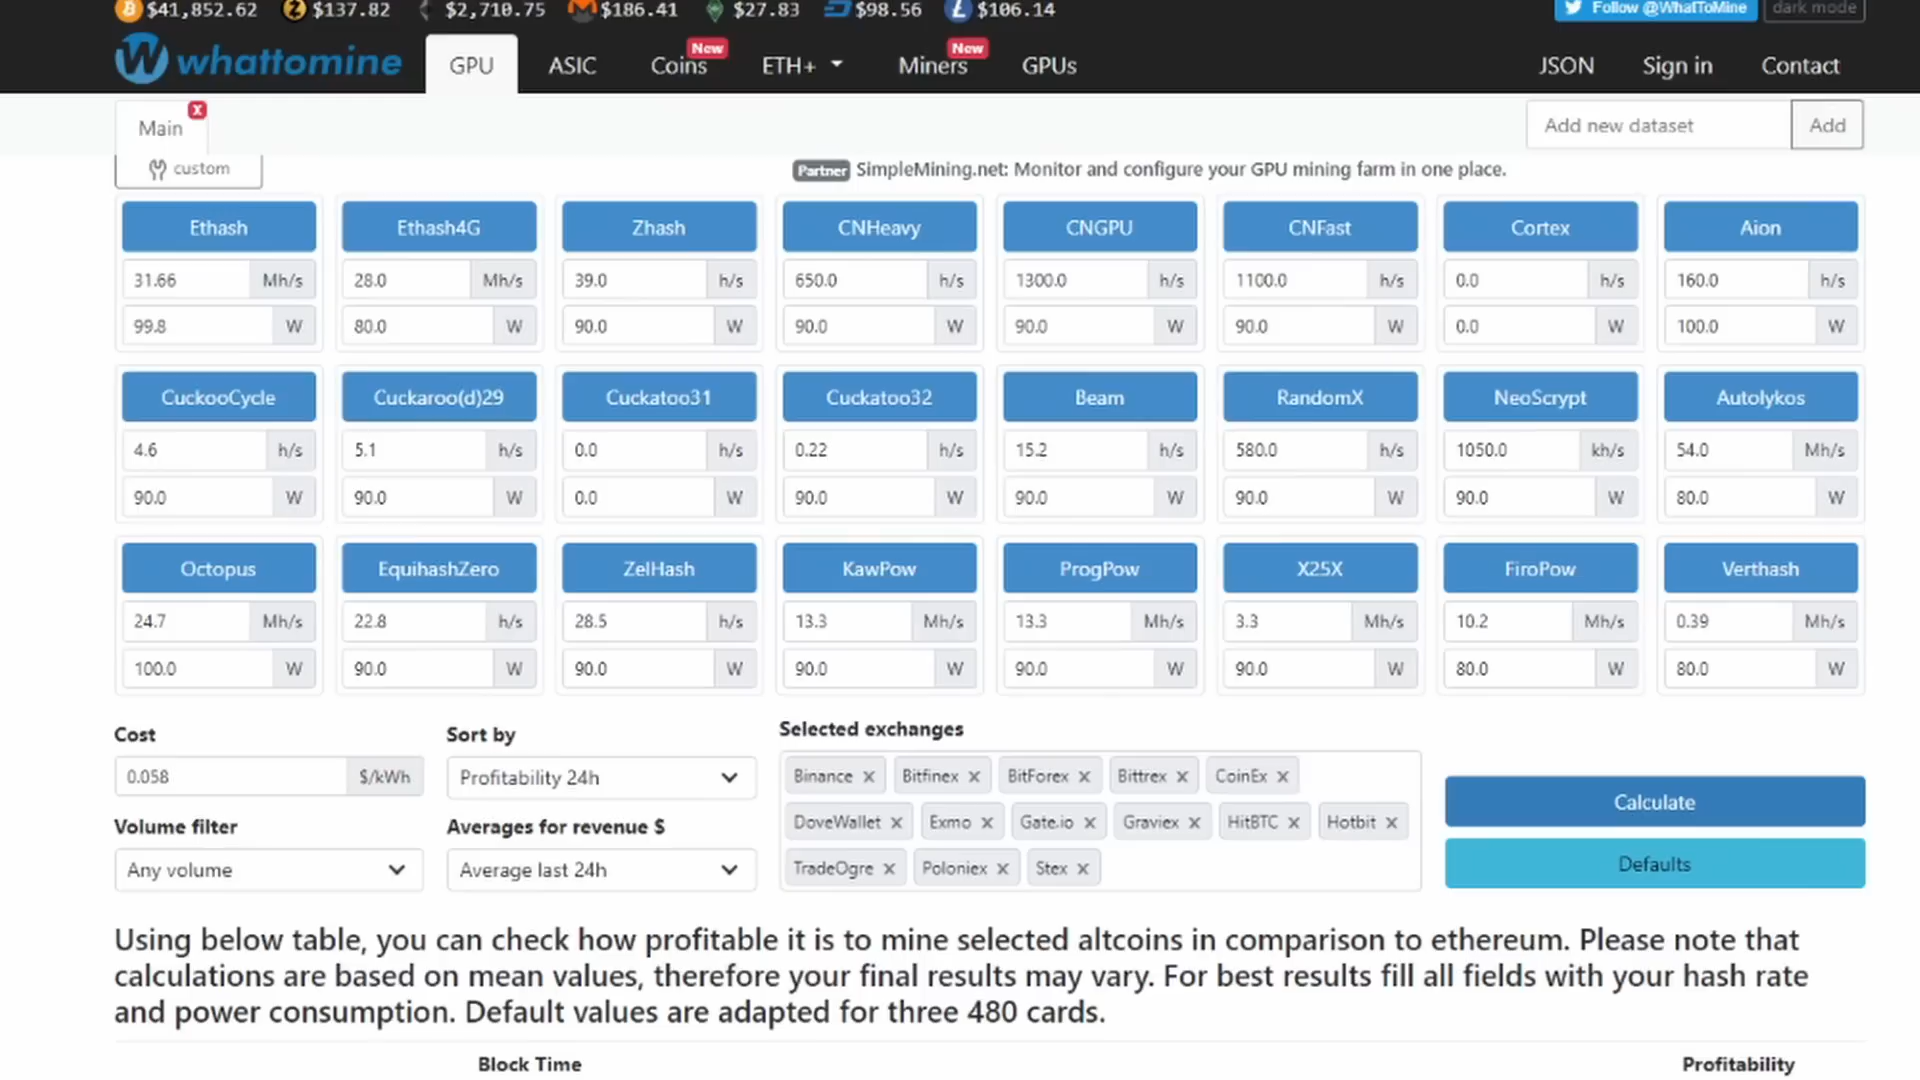 $41,852.62 $137.82 $2,710.75 $186.41 $27.83 $98.56 $106.14 Follow @WhatToMine dark mode
whattomine GPU ASIC Coins New ETH+ Miners New GPUs JSON Sign in Contact
Main x Add new dataset Add
custom Partner SimpleMining.net: Monitor and configure your GPU mining farm in one place.
Ethash Ethash4G Zhash CNHeavy CNGPU CNFast Cortex Aion
31.66 Mh/s 28.0 Mh/s 39.0 h/s 650.0 h/s 1300.0 h/s 1100.0 h/s 0.0 h/s 160.0 h/s
99.8 W 80.0 W 90.0 W 90.0 W 90.0 W 90.0 W 0.0 W 100.0 W
CuckooCycle Cuckaroo(d)29 Cuckatoo31 Cuckatoo32 Beam RandomX NeoScrypt Autolykos
4.6 h/s 5.1 h/s 0.0 h/s 0.22 h/s 15.2 h/s 580.0 h/s 1050.0 kh/s 54.0 Mh/s
90.0 W 90.0 W 0.0 W 90.0 W 90.0 W 90.0 W 90.0 W 80.0 W
Octopus EquihashZero ZelHash KawPow ProgPow X25X FiroPow Verthash
24.7 Mh/s 22.8 h/s 28.5 h/s 13.3 Mh/s 13.3 Mh/s 3.3 Mh/s 10.2 Mh/s 0.39 Mh/s
100.0 W 90.0 W 90.0 W 90.0 W 90.0 W 90.0 W 80.0 W 80.0 W
Cost Sort by Selected exchanges
0.058 $/kWh Profitability 24h Binance × Bitfinex × BitForex × Bittrex × CoinEx ×
Calculate
Volume filter Averages for revenue $ DoveWallet × Exmo × Gate.io × Graviex × HitBTC × Hotbit ×
Any volume Average last 24h TradeOgre × Poloniex × Stex × Defaults
Using below table, you can check how profitable it is to mine selected altcoins in comparison to ethereum. Please note that
calculations are based on mean values, therefore your final results may vary. For best results fill all fields with your hash rate
and power consumption. Default values are adapted for three 480 cards.
Block Time Profitability